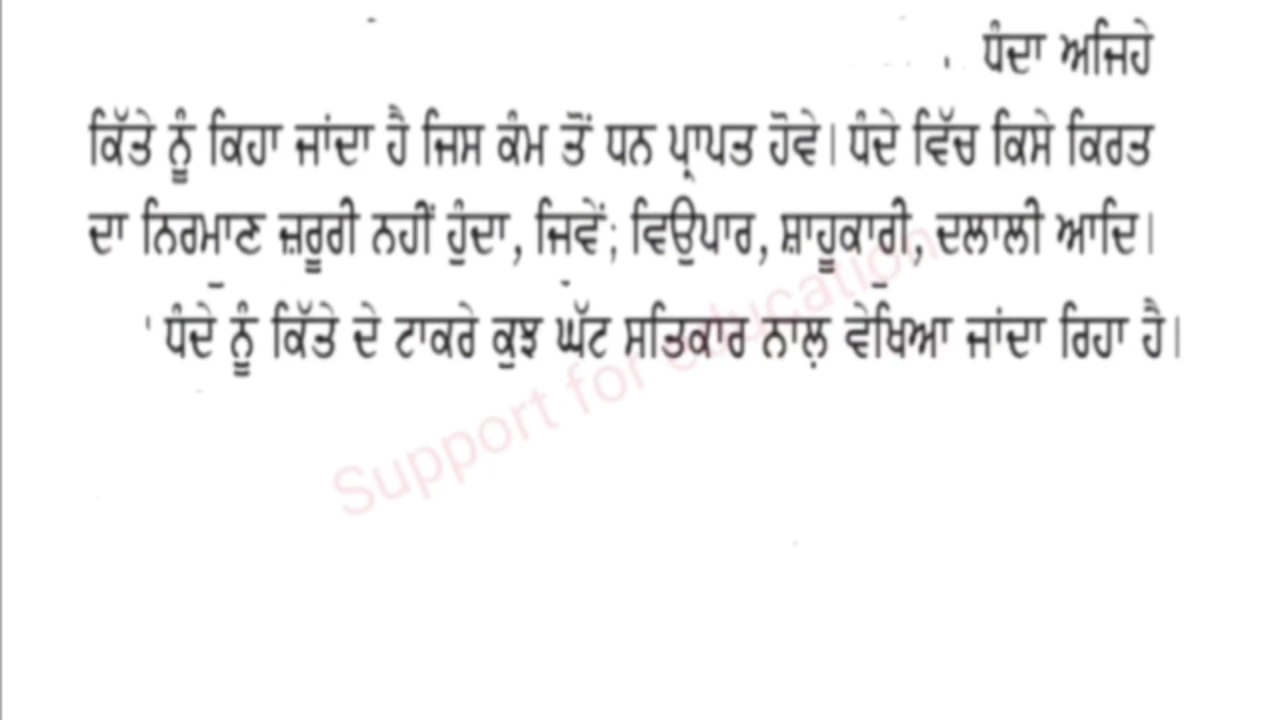 ਧੰਦਾ ਅਜਿਹੇ
ਕਿੱਤੇ ਨੂੰ ਕਿਹਾ ਜਾਂਦਾ ਹੈ ਜਿਸ ਕੰਮ ਤੋਂ ਧਨ ਪ੍ਰਾਪਤ ਹੋਵੇ। ਧੰਦੇ ਵਿੱਚ ਕਿਸੇ ਕਿਰਤ
ਦਾ ਨਿਰਮਾਣ ਜ਼ਰੂਰੀ ਨਹੀਂ ਹੁੰਦਾ, ਜਿਵੇਂ; ਵਿਉਪਾਰ, ਸ਼ਾਹੂਕਾਰੀ, ਦਲਾਲੀ ਆਦਿ।
ਧੰਦੇ ਨੂੰ ਕਿੱਤੇ ਦੇ ਟਾਕਰੇ ਕੁਝ ਘੱਟ ਸਤਿਕਾਰ ਨਾਲ਼ ਵੇਖਿਆ ਜਾਂਦਾ ਰਿਹਾ ਹੈ।
Support for education